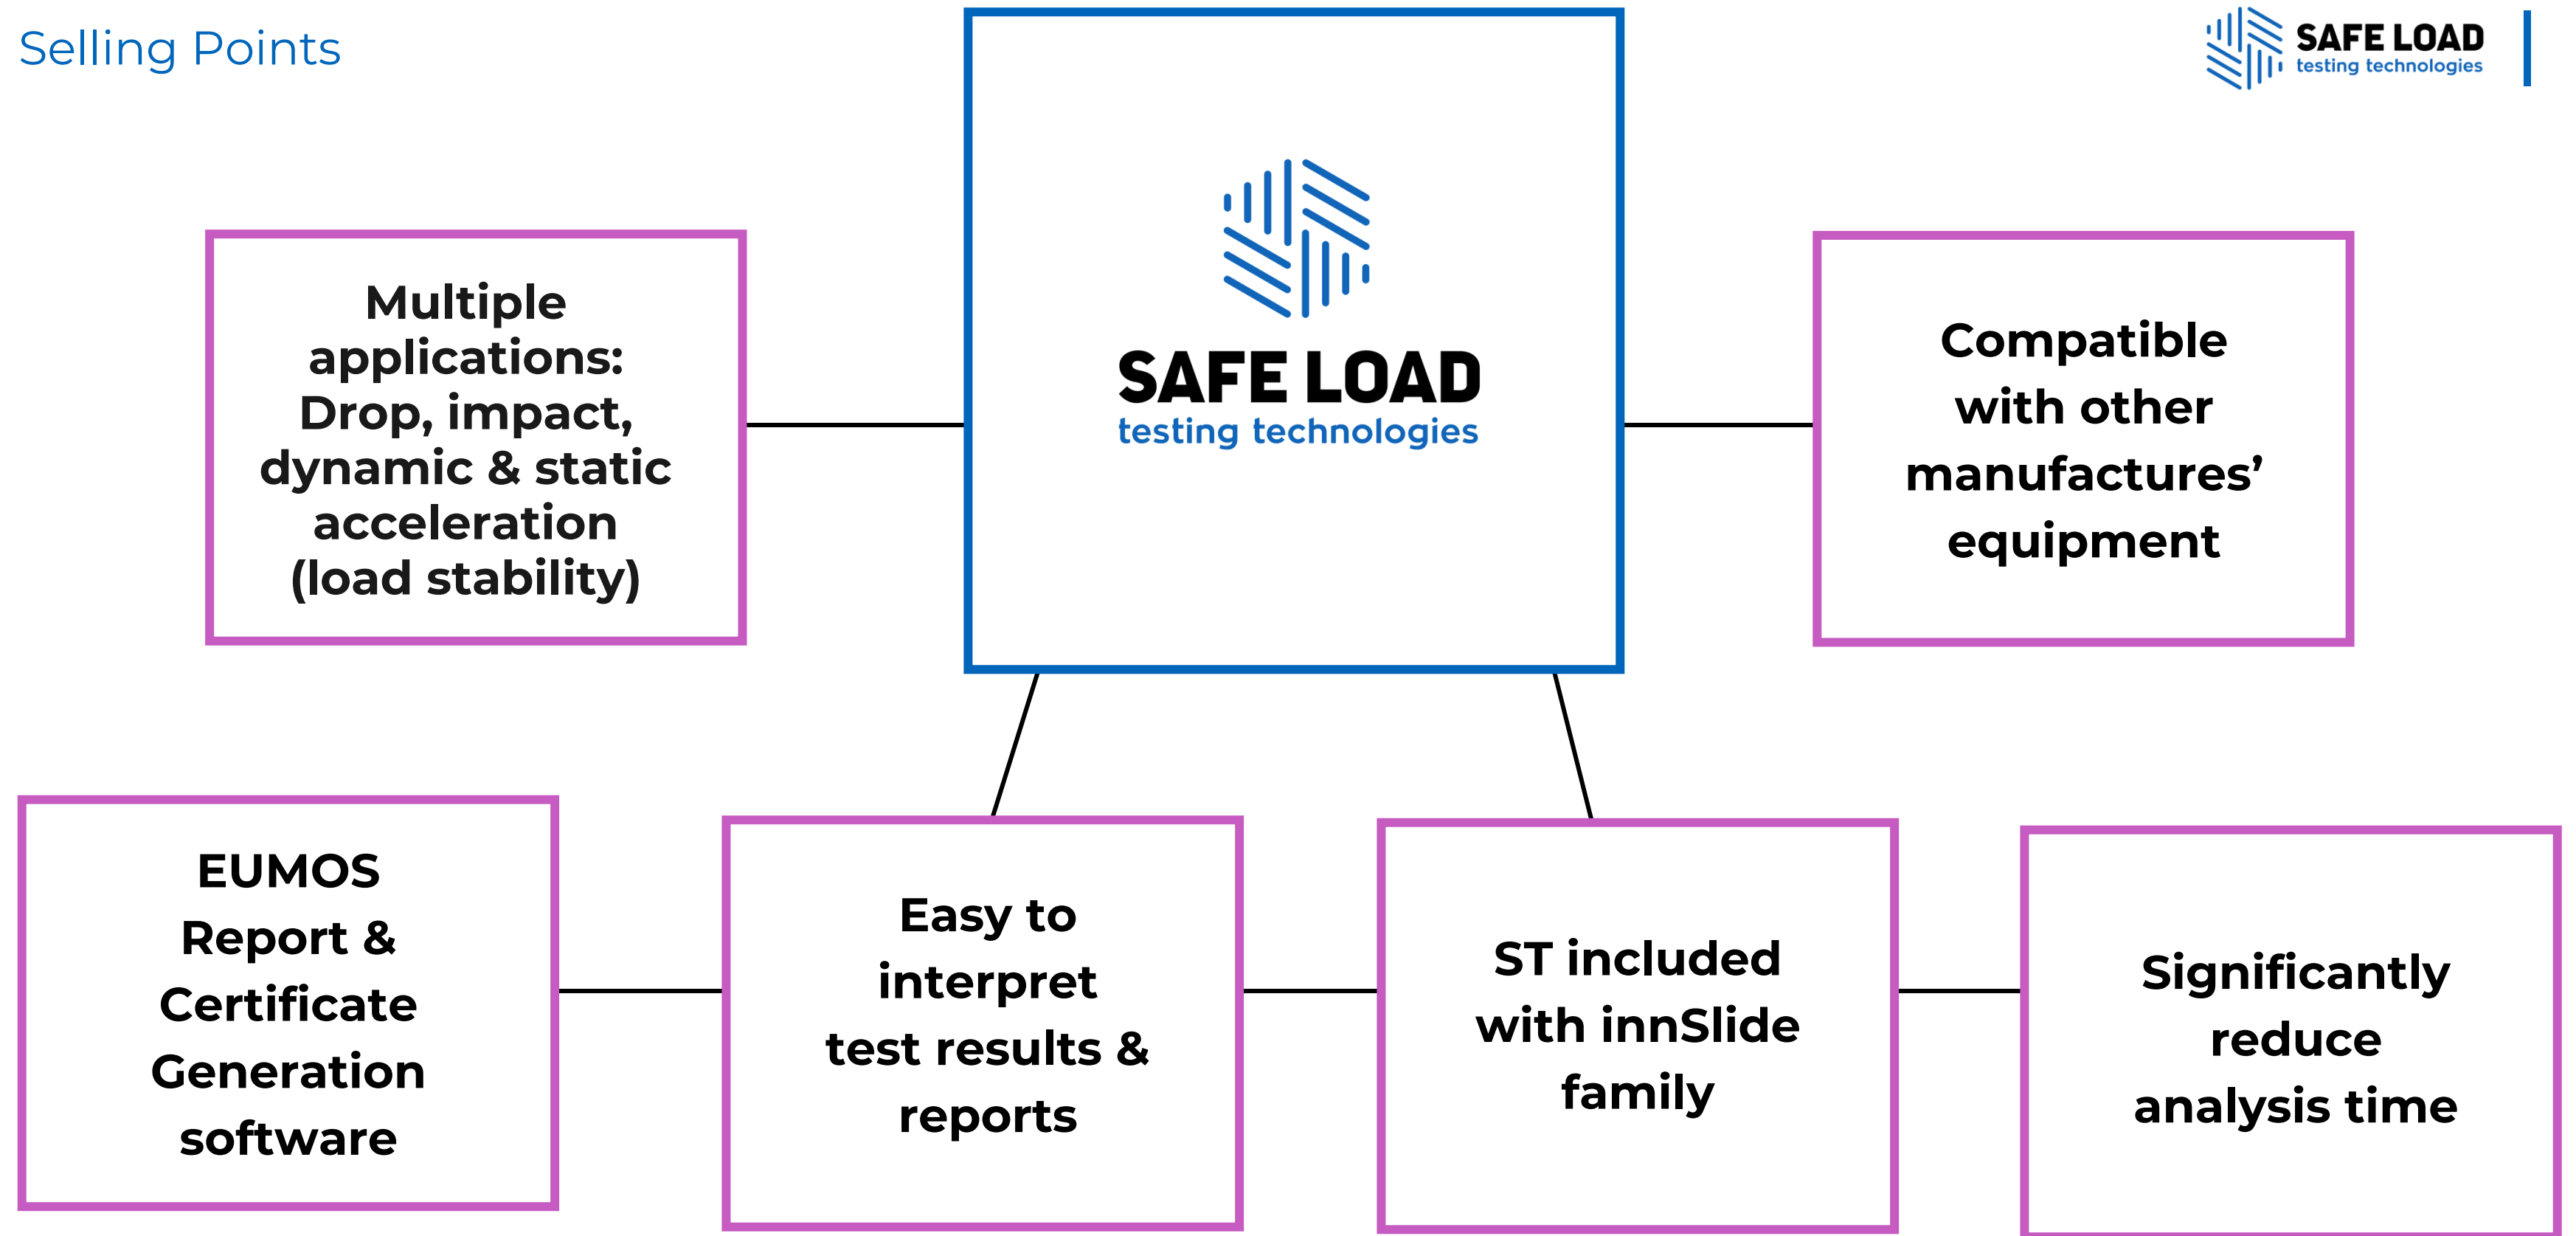 Selling Points
SAFE LOAD
testing technologies
SAFE LOAD
testing technologies
Multiple
applications:
Drop, impact,
dynamic & static
acceleration
(load stability)
Compatible
with other
manufactures’
equipment
EUMOS
Report &
Certificate
Generation
software
Easy to
interpret
test results &
reports
ST included
with innSlide
family
Significantly
reduce
analysis time